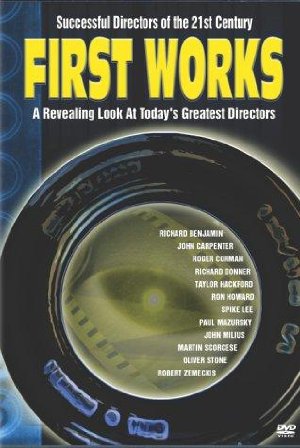 Successful Directors of the 21st Century
FIRST WORKS
A Revealing Look At Today's Greatest Directors
RICHARD BENJAMIN
JOHN CARPENTER
ROGER CORMAN
RICHARD DONNER
TAYLOR HACKFORD
RON HOWARD
SPIKE LEE
PAUL MAZURSKY
JOHN MILIUS
MARTIN SCORCESE
OLIVER STONE
ROBERT ZEMECKIS
DVD
VIDEO